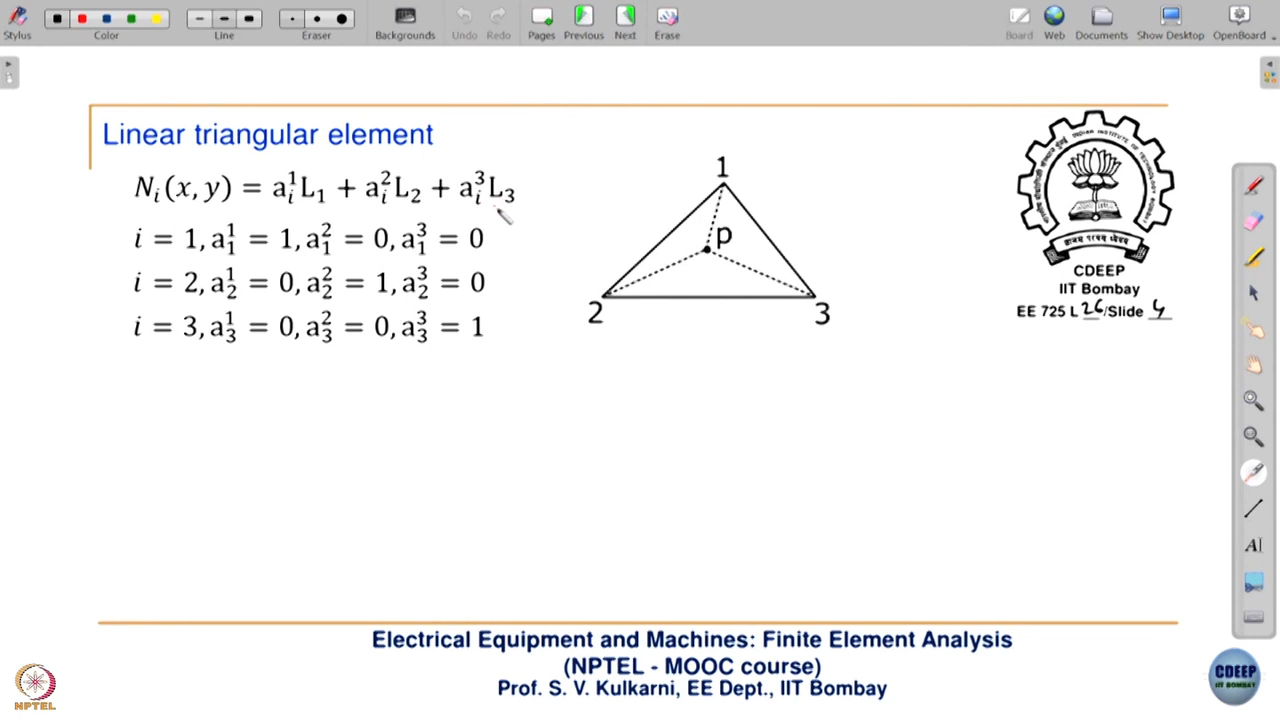 Stylus Color Line Eraser Backgrounds Undo Redo Pages Previous Next Erase Board Web Documents Show Desktop OpenBoard
Linear triangular element
Nᵢ(x, y) = aᵢ¹L₁ + aᵢ²L₂ + aᵢ³L₃
i = 1, a₁¹ = 1, a₁² = 0, a₁³ = 0
i = 2, a₂¹ = 0, a₂² = 1, a₂³ = 0
i = 3, a₃¹ = 0, a₃² = 0, a₃³ = 1
1
p
2
3
CDEEP
IIT Bombay
EE 725 L 26/Slide 4
AI
Electrical Equipment and Machines: Finite Element Analysis
(NPTEL - MOOC course)
Prof. S. V. Kulkarni, EE Dept., IIT Bombay
NPTEL
CDEEP
IIT BOMBAY